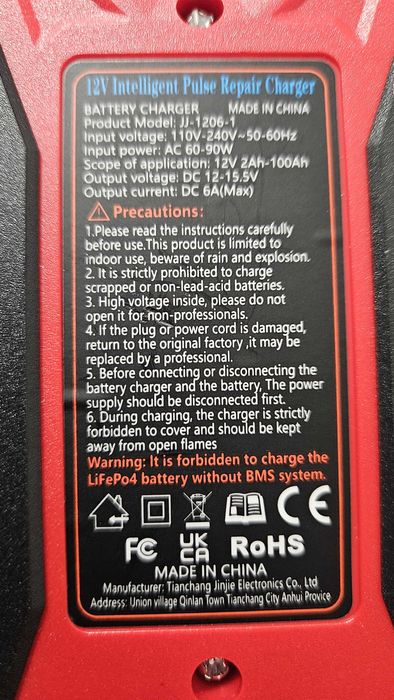 12V Intelligent Pulse Repair Charger
BATTERY CHARGER MADE IN CHINA
Product Model: JJ-1206-1
Input voltage: 110V-240V~50-60Hz
Input power: AC 60-90W
Scope of application: 12V 2Ah-100Ah
Output voltage: DC 12-15.5V
Output current: DC 6A(Max)
Precautions:
1.Please read the instructions carefully
before use.This product is limited to
indoor use, beware of rain and explosion.
2. It is strictly prohibited to charge
scrapped or non-lead-acid batteries.
3. High voltage inside, please do not
open it for non-professionals.
4. If the plug or power cord is damaged,
return to the original factory ,it may be
replaced by a professional.
5. Before connecting or disconnecting the
battery charger and the battery, The power
supply should be disconnected first.
6. During charging, the charger is strictly
forbidden to cover and should be kept
away from open flames
Warning: It is forbidden to charge the
LiFePo4 battery without BMS system.
CE
FC UK CA RoHS
MADE IN CHINA
Manufacturer: Tianchang Jinjie Electronics Co., Ltd
Address: Union village Qinlan Town Tianchang City Anhui Provice